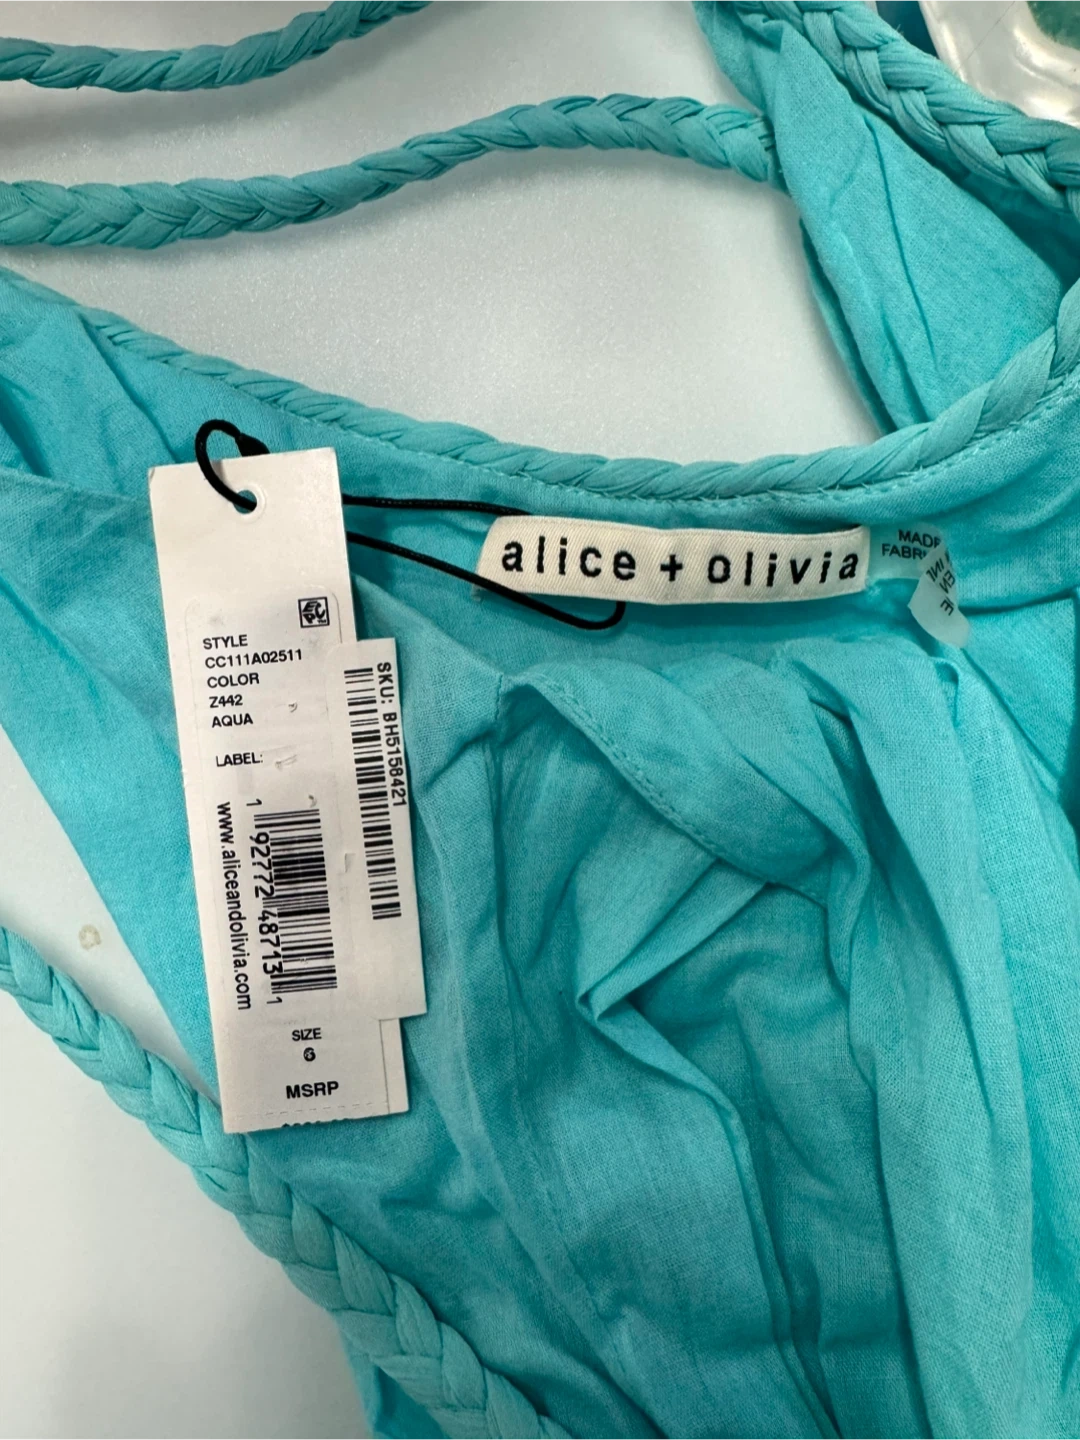 alice + olivia
MADE
FABRI
STYLE
CC111A02511
COLOR
Z442
AQUA
LABEL:
1 92772 48713 1
www.aliceandolivia.com
SKU: BH5158421
SIZE
6
MSRP